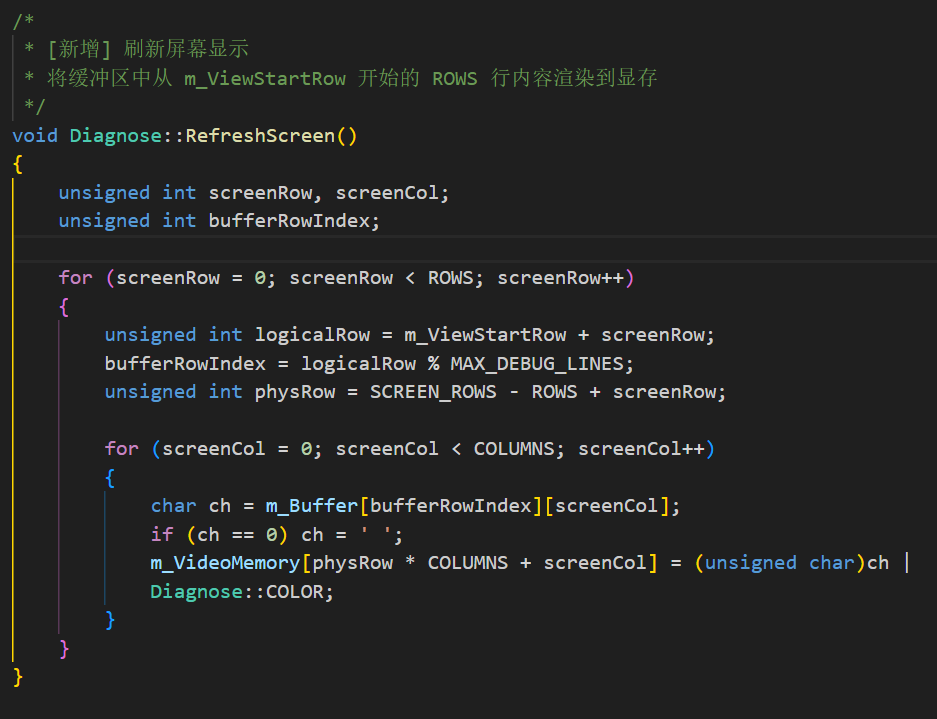 /*
 * [新增] 刷新屏幕显示
 * 将缓冲区中从 m_ViewStartRow 开始的 ROWS 行内容渲染到显存
 */
void Diagnose::RefreshScreen()
{
    unsigned int screenRow, screenCol;
    unsigned int bufferRowIndex;

    for (screenRow = 0; screenRow < ROWS; screenRow++)
    {
        unsigned int logicalRow = m_ViewStartRow + screenRow;
        bufferRowIndex = logicalRow % MAX_DEBUG_LINES;
        unsigned int physRow = SCREEN_ROWS - ROWS + screenRow;

        for (screenCol = 0; screenCol < COLUMNS; screenCol++)
        {
            char ch = m_Buffer[bufferRowIndex][screenCol];
            if (ch == 0) ch = ' ';
            m_VideoMemory[physRow * COLUMNS + screenCol] = (unsigned char)ch |
            Diagnose::COLOR;
        }
    }
}